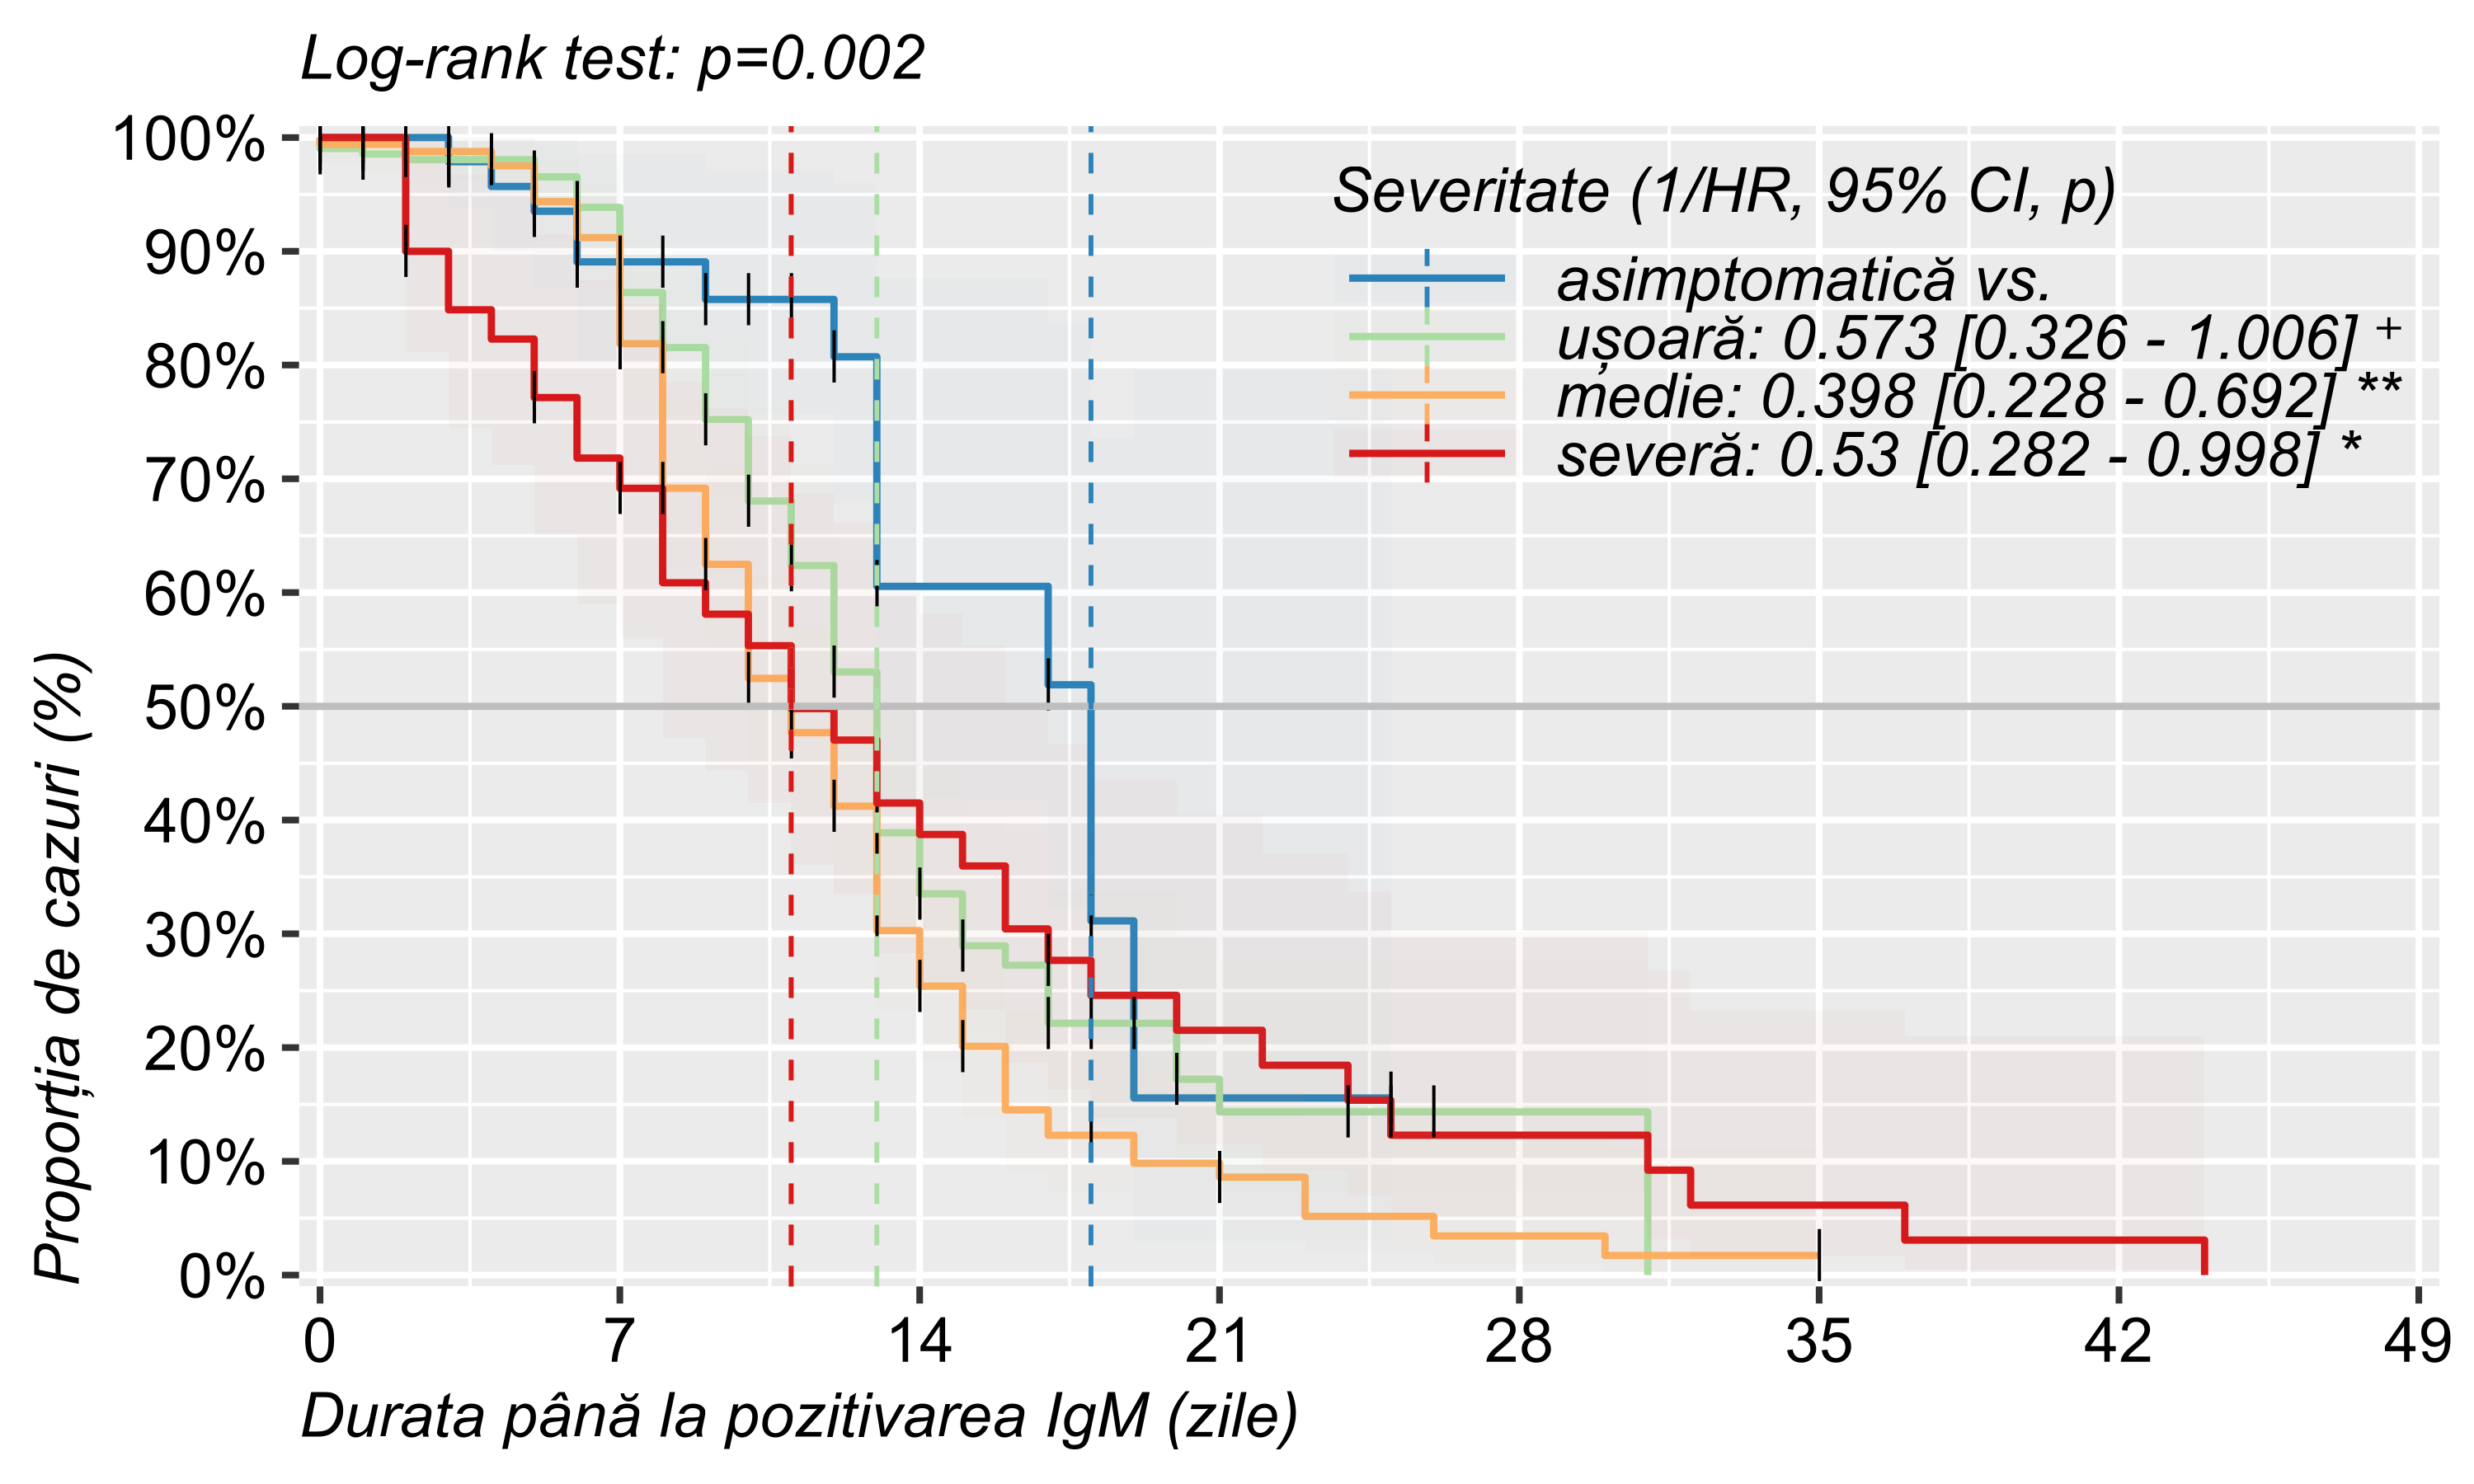 Log-rank test: p=0.002
100%
90%
80%
70%
60%
50%
40%
30%
20%
10%
0%
Proporția de cazuri (%)
Severitate (1/HR, 95% CI, p)
asimptomatică vs.
ușoară: 0.573 [0.326 - 1.006] +
medie: 0.398 [0.228 - 0.692] **
severă: 0.53 [0.282 - 0.998] *
0 7 14 21 28 35 42 49
Durata până la pozitivarea IgM (zile)